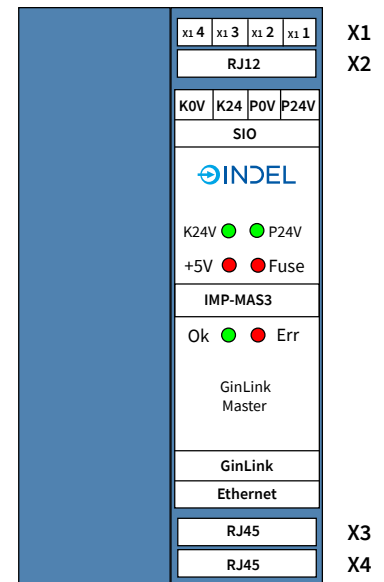 X1 4 X1 3 X1 2 X1 1 X1
RJ12 X2
K0V K24 P0V P24V
SIO
INDEL
K24V P24V
+5V Fuse
IMP-MAS3
Ok Err
GinLink
Master
GinLink
Ethernet
RJ45 X3
RJ45 X4